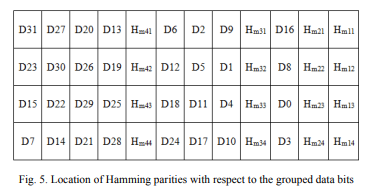 D31 D27 D20 D13 Hm41 D6 D2 D9 Hm31 D16 Hm21 Hm11
D23 D30 D26 D19 Hm42 D12 D5 D1 Hm32 D8 Hm22 Hm12
D15 D22 D29 D25 Hm43 D18 D11 D4 Hm33 D0 Hm23 Hm13
D7 D14 D21 D28 Hm44 D24 D17 D10 Hm34 D3 Hm24 Hm14
Fig. 5. Location of Hamming parities with respect to the grouped data bits